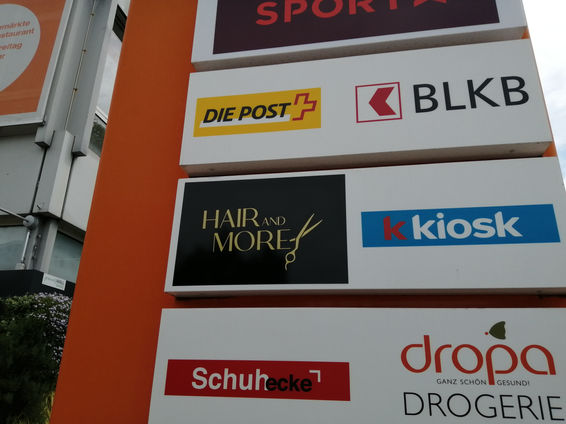 SPORT
DIE POST
BLKB
HAIR AND
MORE
k kiosk
Schuhecke
dropa
GANZ SCHÖN GESUND!
DROGERIE